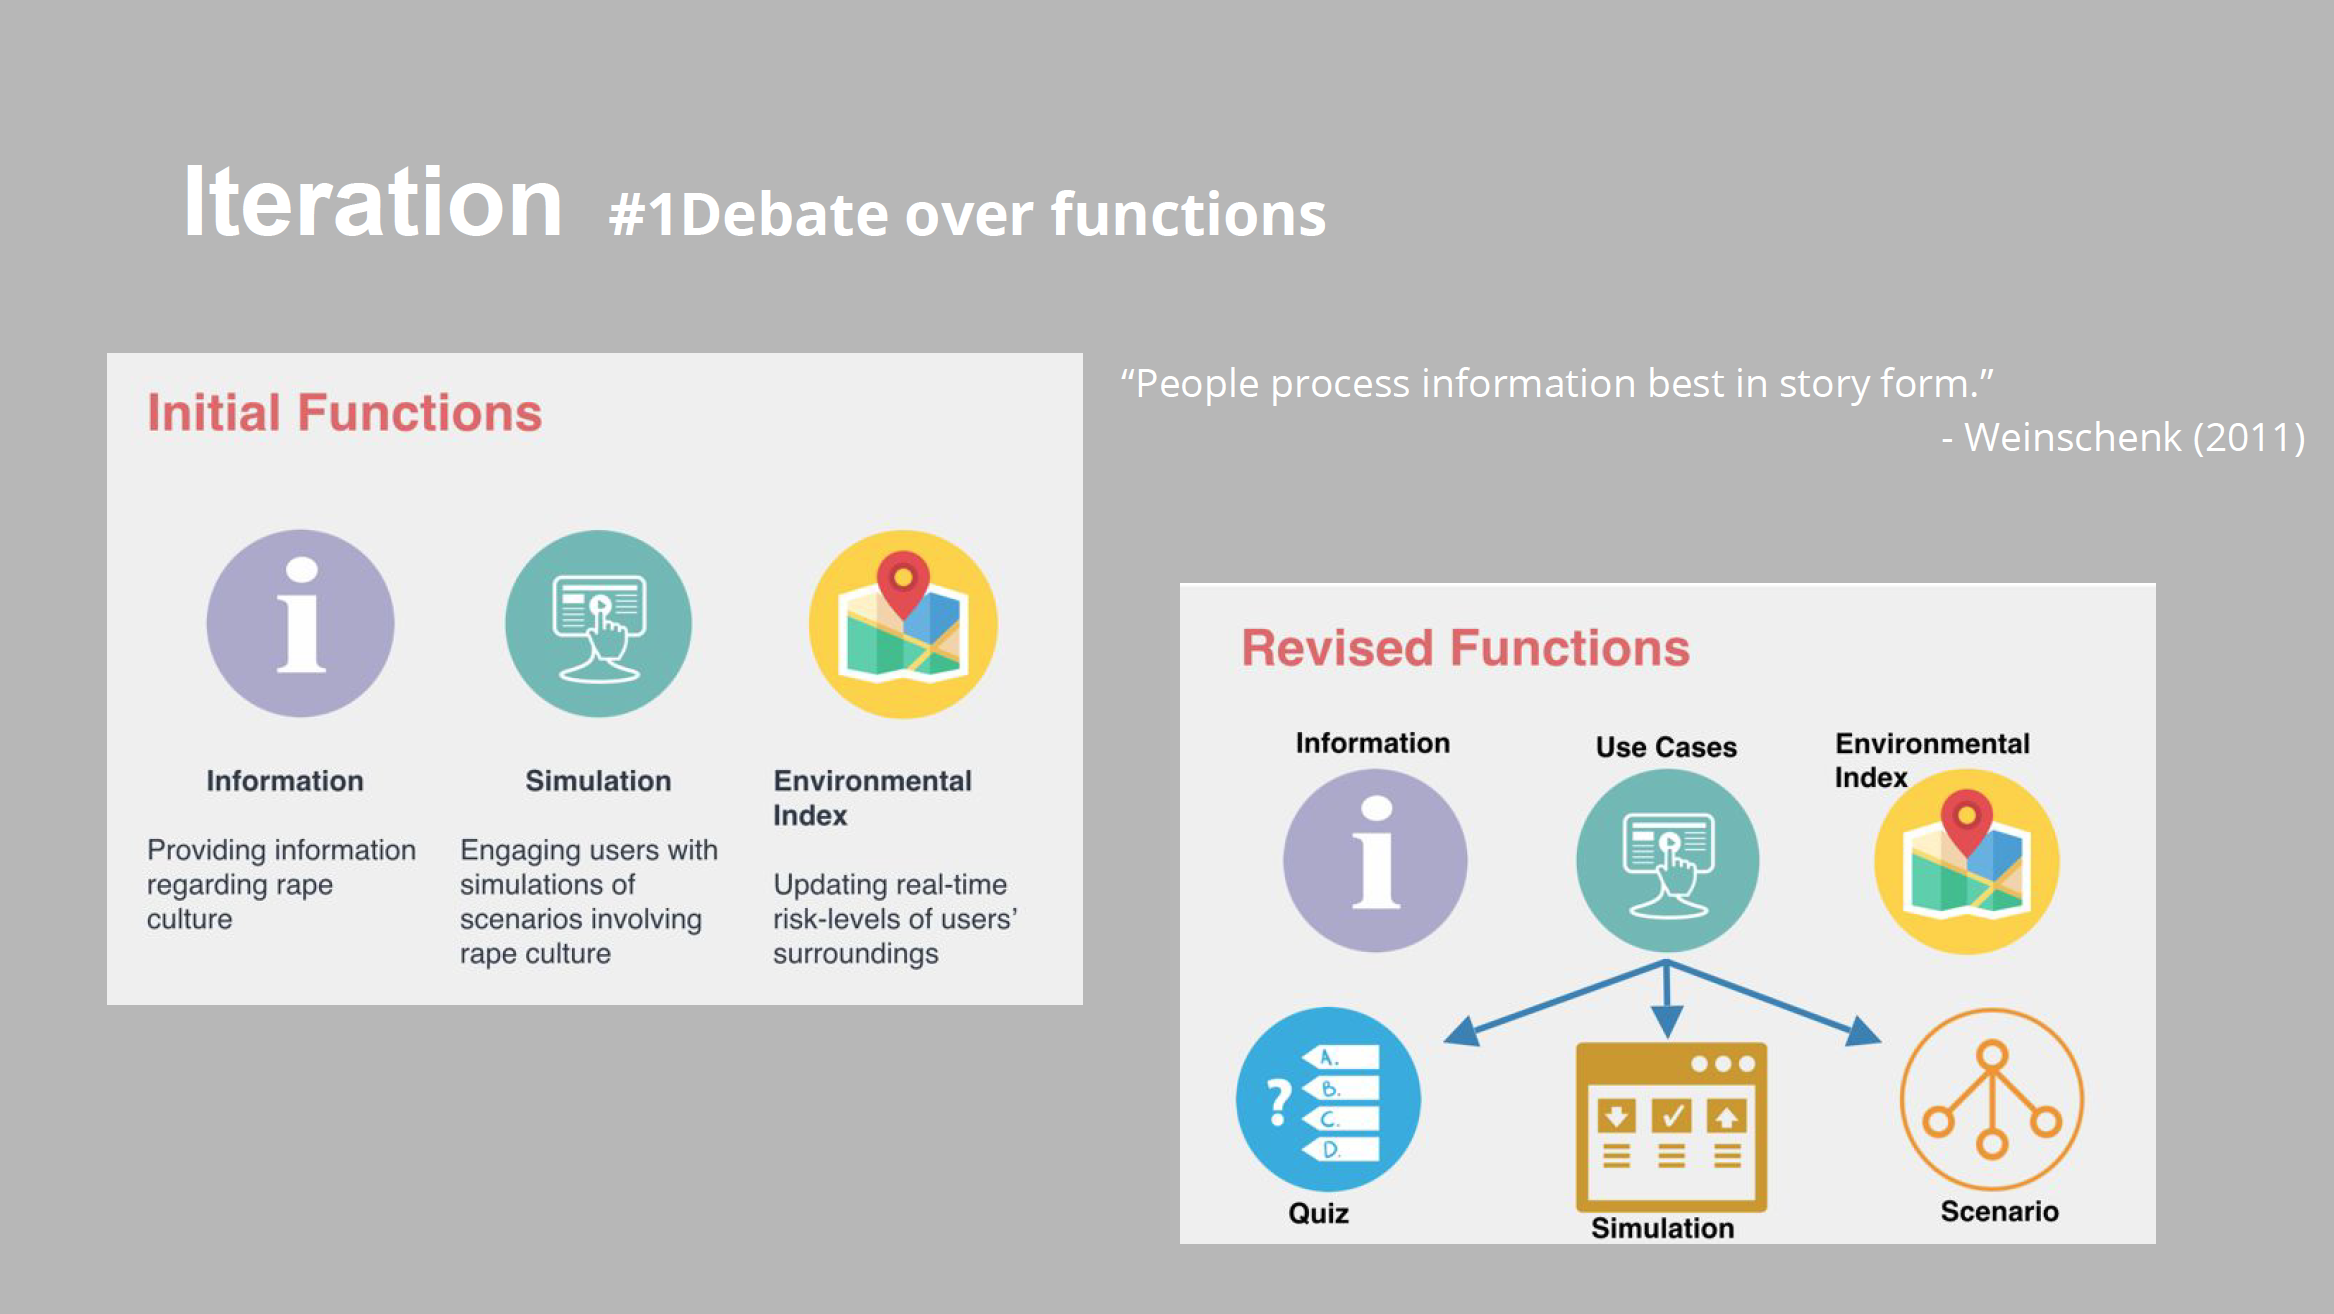 Iteration #1Debate over functions
Initial Functions
Information
Providing information
regarding rape
culture
Simulation
Engaging users with
simulations of
scenarios involving
rape culture
Environmental
Index
Updating real-time
risk-levels of users’
surroundings
“People process information best in story form.”
- Weinschenk (2011)
Revised Functions
Information
Use Cases
Environmental
Index
?
A.
B.
C.
D.
Quiz
Simulation
Scenario